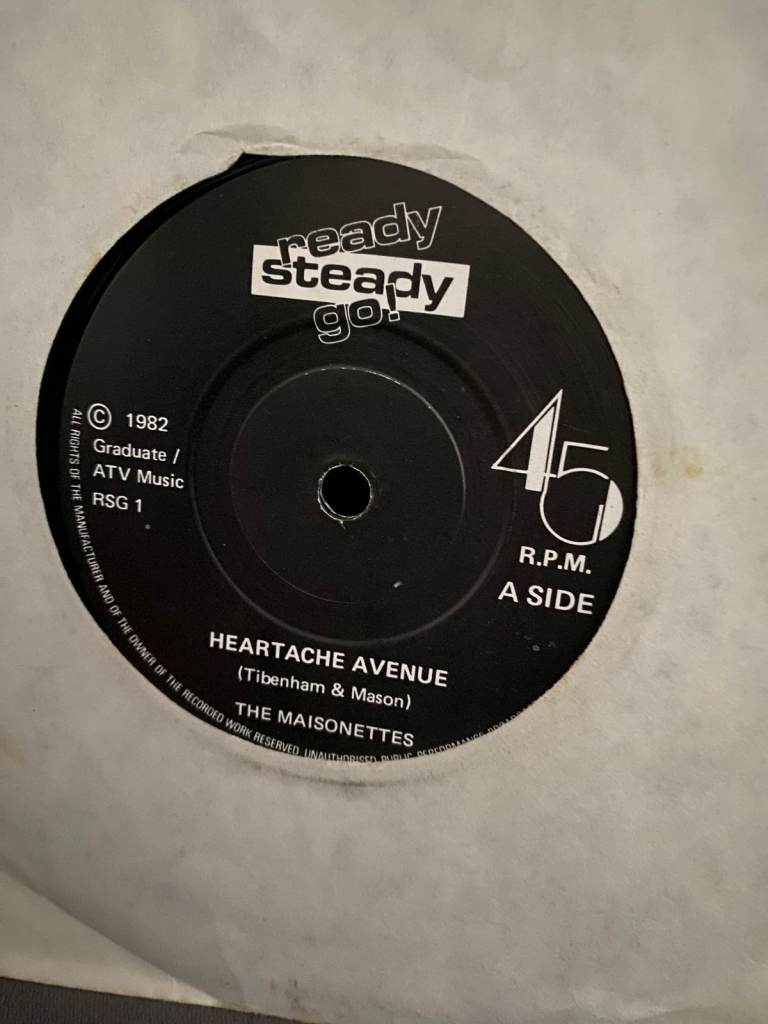 ready
steady
go!
© 1982
Graduate /
ATV Music
RSG 1
45
R.P.M.
A SIDE
HEARTACHE AVENUE
(Tibenham & Mason)
THE MAISONETTES
ALL RIGHTS OF THE MANUFACTURER AND OF THE OWNER OF THE RECORDED WORK RESERVED. UNAUTHORISED PUBLIC PERFORMANCE